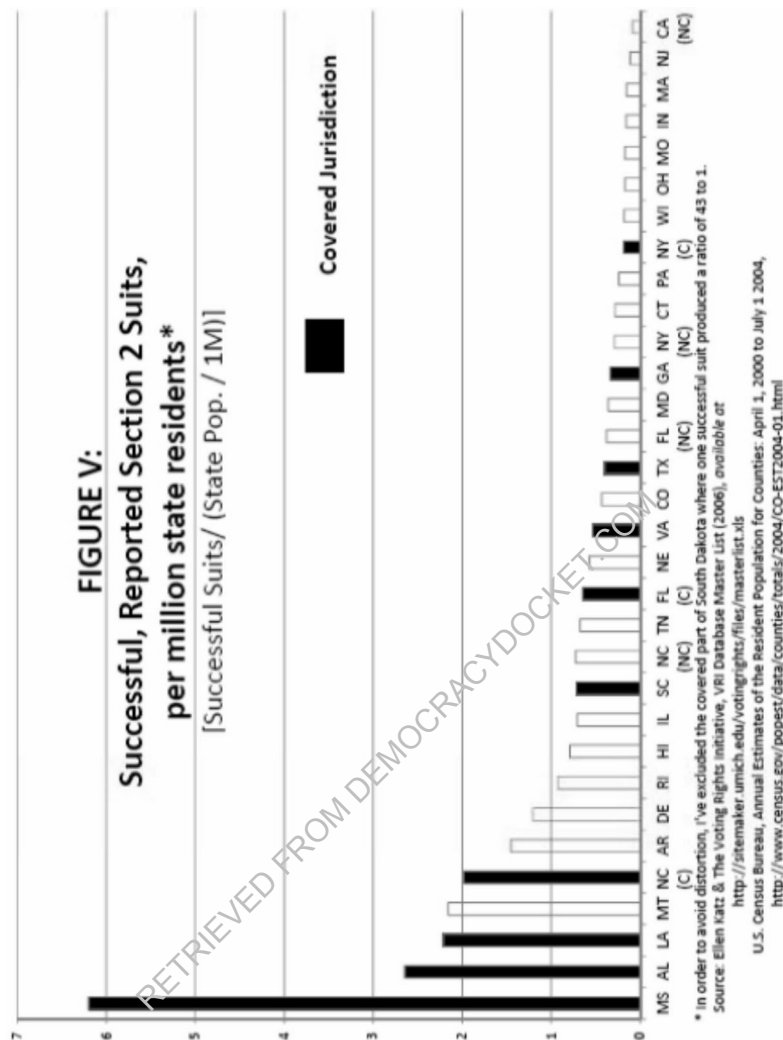 FIGURE V:
Successful, Reported Section 2 Suits,
per million state residents*
[Successful Suits/ (State Pop. / 1M)]
Covered Jurisdiction
7
6
5
4
3
2
1
0
MS AL LA MT NC AR DE RI HI IL SC NC TN FL NE VA CO TX FL MD GA NY CT PA NY WI OH MO IN MA NJ CA
(C) (NC) (C) (NC) (NC) (C) (NC)
* In order to avoid distortion, I've excluded the covered part of South Dakota where one successful suit produced a ratio of 43 to 1.
Source: Ellen Katz & The Voting Rights Initiative, VRI Database Master List (2006), available at
http://sitemaker.umich.edu/votingrights/files/masterlist.xls
U.S. Census Bureau, Annual Estimates of the Resident Population for Counties: April 1, 2000 to July 1 2004,
http://www.census.gov/popest/data/counties/totals/2004/CO-EST2004-01.html
RETRIEVED FROM DEMOCRACYDOCKET.COM